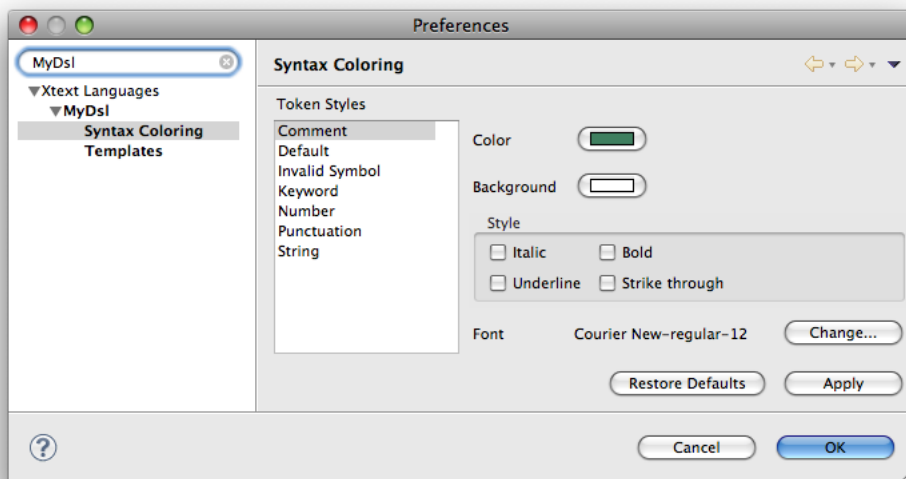 Preferences
MyDsl
Xtext Languages
MyDsl
Syntax Coloring
Templates
Syntax Coloring
Token Styles
Comment
Default
Invalid Symbol
Keyword
Number
Punctuation
String
Color
Background
Style
Italic Bold
Underline Strike through
Font Courier New-regular-12 Change...
Restore Defaults Apply
? Cancel OK